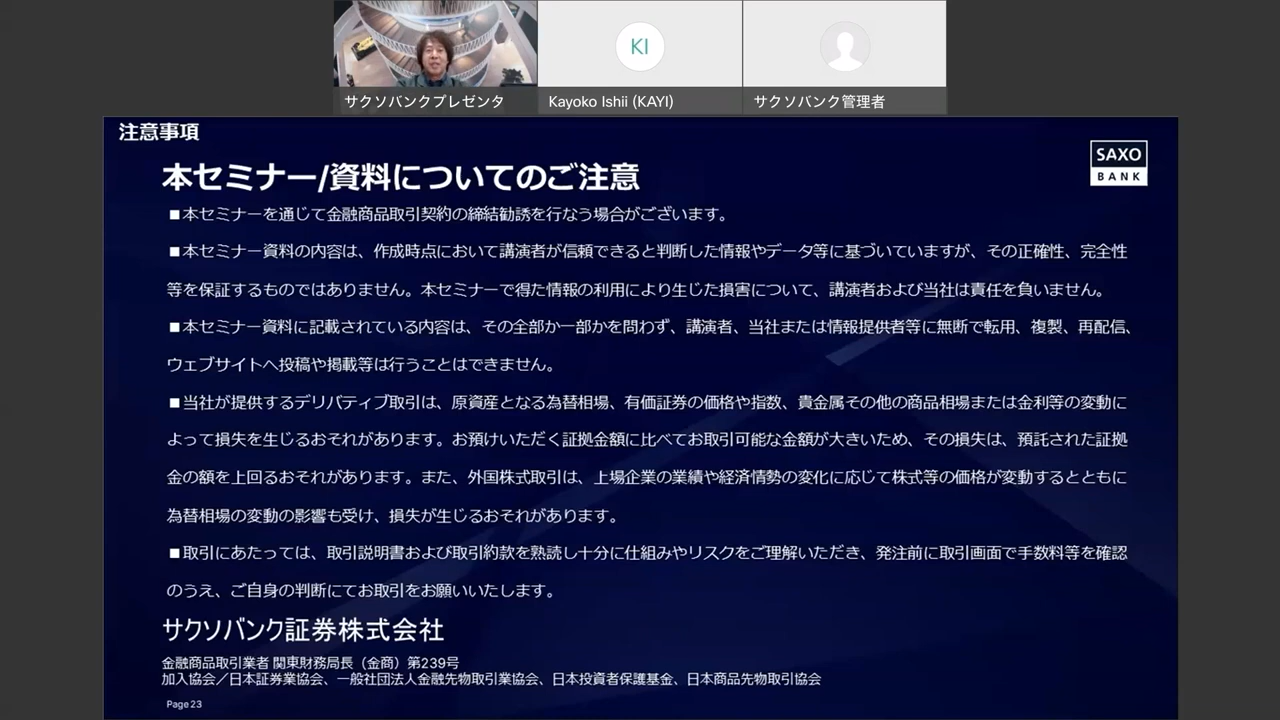 サクソバンクプレゼンタ
KI
Kayoko Ishii (KAYI)
サクソバンク管理者
注意事項
SAXO
BANK
本セミナー/資料についてのご注意
■本セミナーを通じて金融商品取引契約の締結勧誘を行なう場合がございます。
■本セミナー資料の内容は、作成時点において講演者が信頼できると判断した情報やデータ等に基づいていますが、その正確性、完全性
等を保証するものではありません。本セミナーで得た情報の利用により生じた損害について、講演者および当社は責任を負いません。
■本セミナー資料に記載されている内容は、その全部か一部かを問わず、講演者、当社または情報提供者等に無断で転用、複製、再配信、
ウェブサイトへ投稿や掲載等は行うことはできません。
■当社が提供するデリバティブ取引は、原資産となる為替相場、有価証券の価格や指数、貴金属その他の商品相場または金利等の変動に
よって損失を生じるおそれがあります。お預けいただく証拠金額に比べてお取引可能な金額が大きいため、その損失は、預託された証拠
金の額を上回るおそれがあります。また、外国株式取引は、上場企業の業績や経済情勢の変化に応じて株式等の価格が変動するとともに
為替相場の変動の影響も受け、損失が生じるおそれがあります。
■取引にあたっては、取引説明書および取引約款を熟読し十分に仕組みやリスクをご理解いただき、発注前に取引画面で手数料等を確認
のうえ、ご自身の判断にてお取引をお願いいたします。
サクソバンク証券株式会社
金融商品取引業者 関東財務局長（金商）第239号
加入協会／日本証券業協会、一般社団法人金融先物取引業協会、日本投資者保護基金、日本商品先物取引協会
Page 23